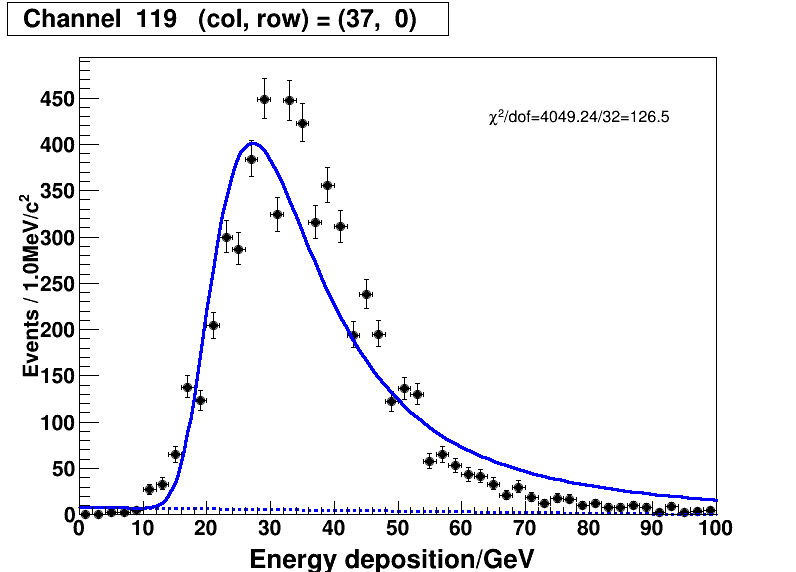 Channel 119 (col, row) = (37, 0)
χ²/dof=4049.24/32=126.5
Events / 1.0MeV/c²
450
400
350
300
250
200
150
100
50
0
0 10 20 30 40 50 60 70 80 90 100
Energy deposition/GeV